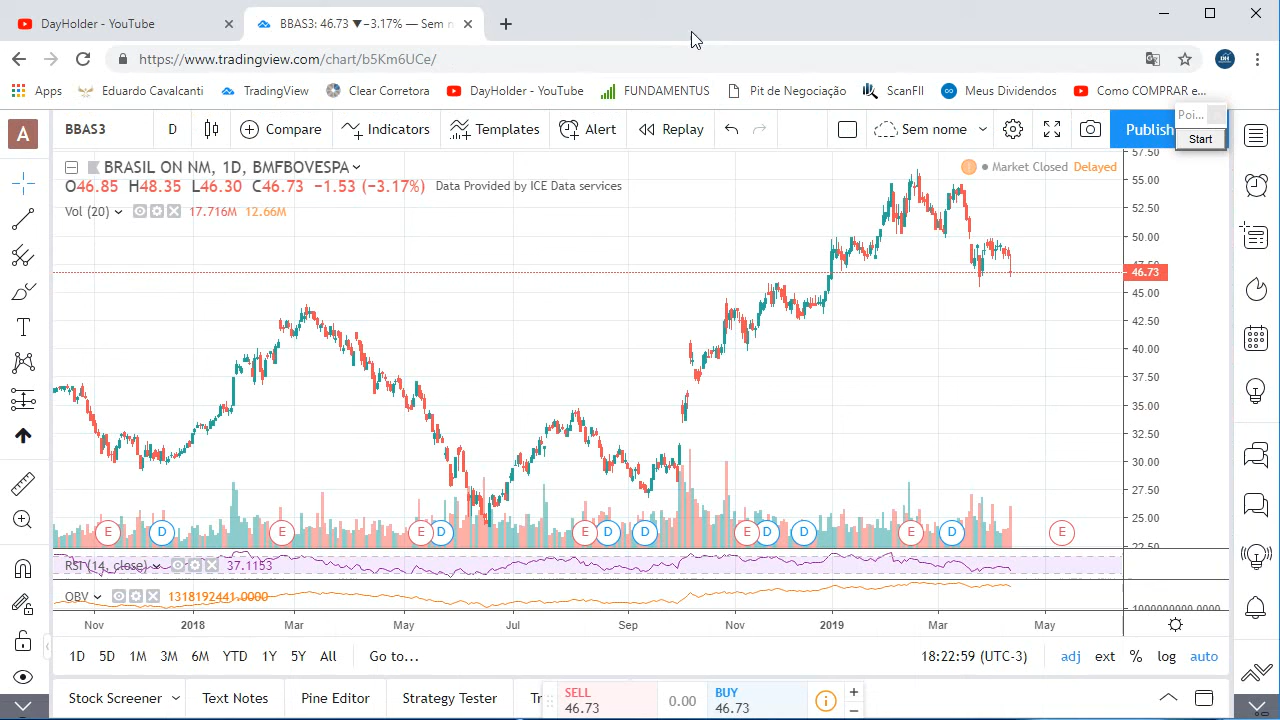 DayHolder - YouTube
BBAS3: 46.73 ▼−3.17% — Sem n
https://www.tradingview.com/chart/b5Km6UCe/
Apps Eduardo Cavalcanti TradingView Clear Corretora DayHolder - YouTube FUNDAMENTUS Pit de Negociação ScanFII Meus Dividendos Como COMPRAR e...
Poi...
A BBAS3 D Compare Indicators Templates Alert Replay Sem nome Publish Start
BRASIL ON NM, 1D, BMFBOVESPA
Market Closed Delayed
O46.85 H48.35 L46.30 C46.73 −1.53 (−3.17%) Data Provided by ICE Data services
Vol (20) 17.716M 12.66M
57.50
55.00
52.50
50.00
47.50
46.73
45.00
42.50
40.00
37.50
35.00
32.50
30.00
27.50
25.00
22.50
E D E E D E D D E D D E D E
RSI (14, close) 37.1153
OBV 1318192441.0000
1000000000.0000
Nov 2018 Mar May Jul Sep Nov 2019 Mar May
1D 5D 1M 3M 6M YTD 1Y 5Y All Go to... 18:22:59 (UTC-3) adj ext % log auto
Stock Screener Text Notes Pine Editor Strategy Tester Tr
SELL 46.73 0.00 BUY 46.73